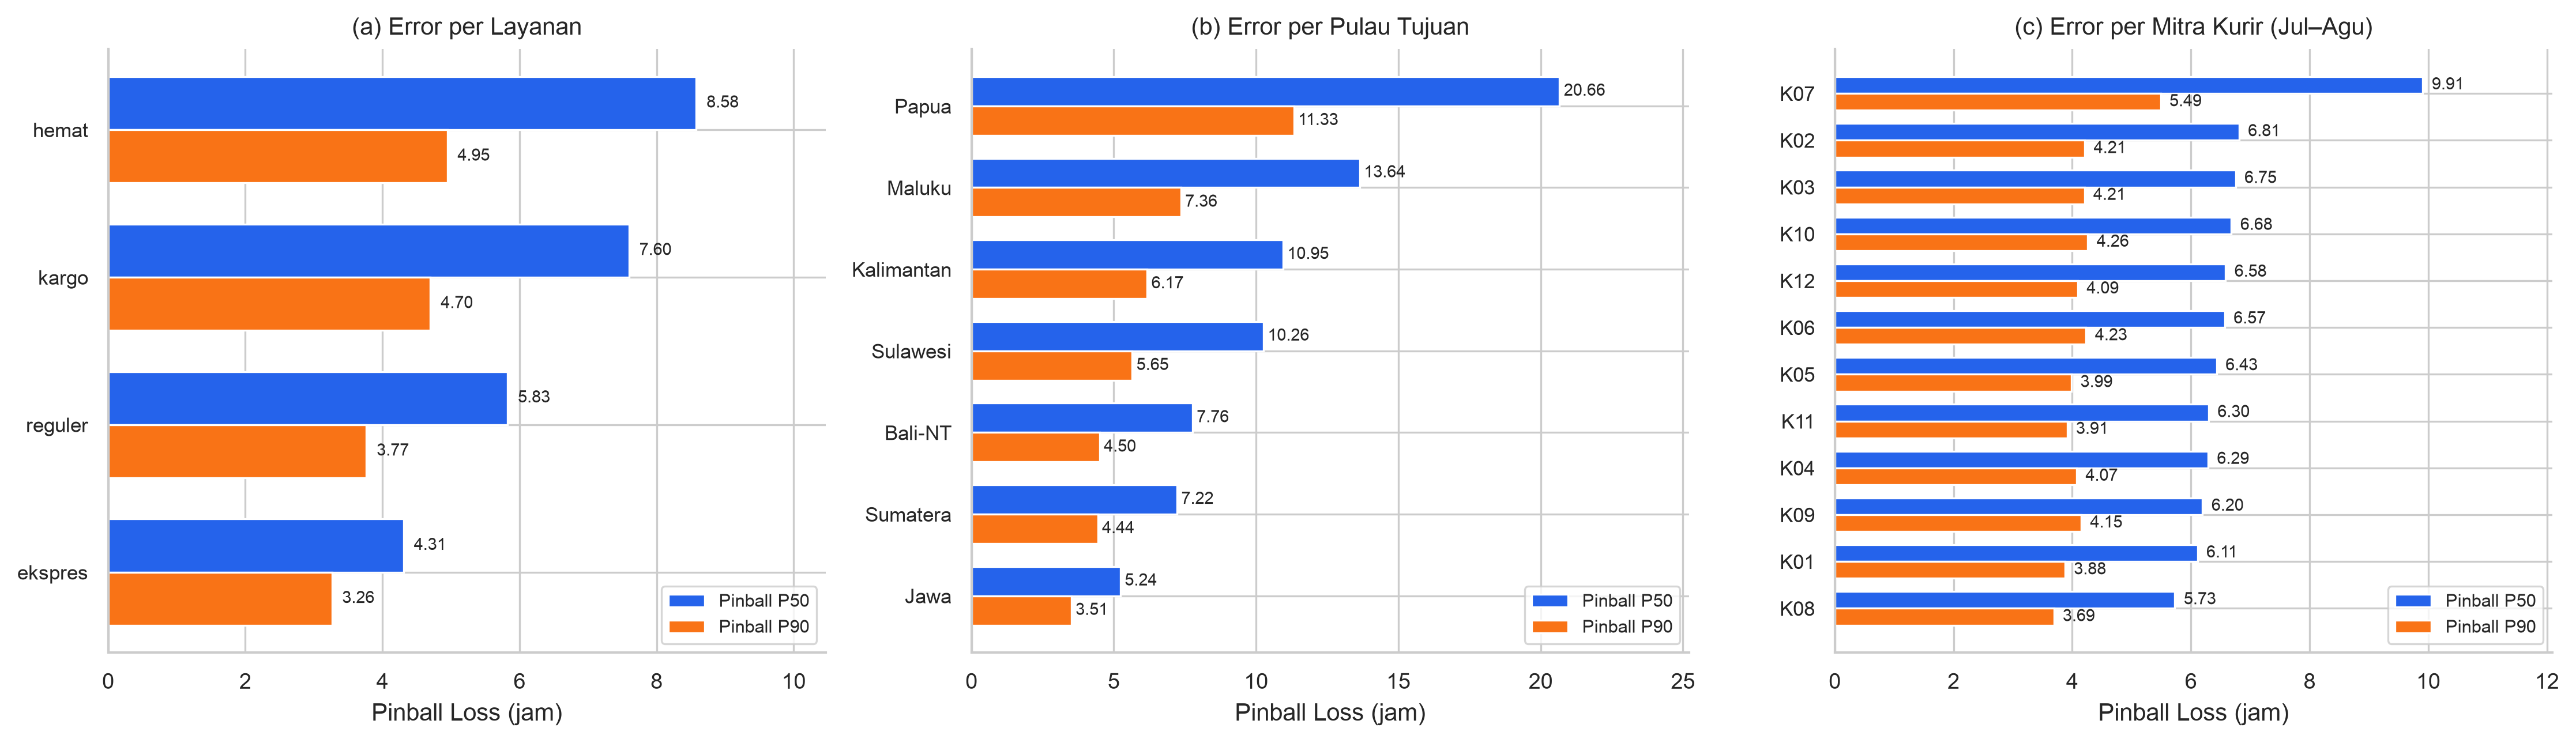 (a) Error per Layanan
hemat
8.58
4.95
kargo
7.60
4.70
reguler
5.83
3.77
ekspres
4.31
3.26
Pinball P50
Pinball P90
0 2 4 6 8 10
Pinball Loss (jam)
(b) Error per Pulau Tujuan
Papua
20.66
11.33
Maluku
13.64
7.36
Kalimantan
10.95
6.17
Sulawesi
10.26
5.65
Bali-NT
7.76
4.50
Sumatera
7.22
4.44
Jawa
5.24
3.51
Pinball P50
Pinball P90
0 5 10 15 20 25
Pinball Loss (jam)
(c) Error per Mitra Kurir (Jul–Agu)
K07
9.91
5.49
K02
6.81
4.21
K03
6.75
4.21
K10
6.68
4.26
K12
6.58
4.09
K06
6.57
4.23
K05
6.43
3.99
K11
6.30
3.91
K04
6.29
4.07
K09
6.20
4.15
K01
6.11
3.88
K08
5.73
3.69
Pinball P50
Pinball P90
0 2 4 6 8 10 12
Pinball Loss (jam)